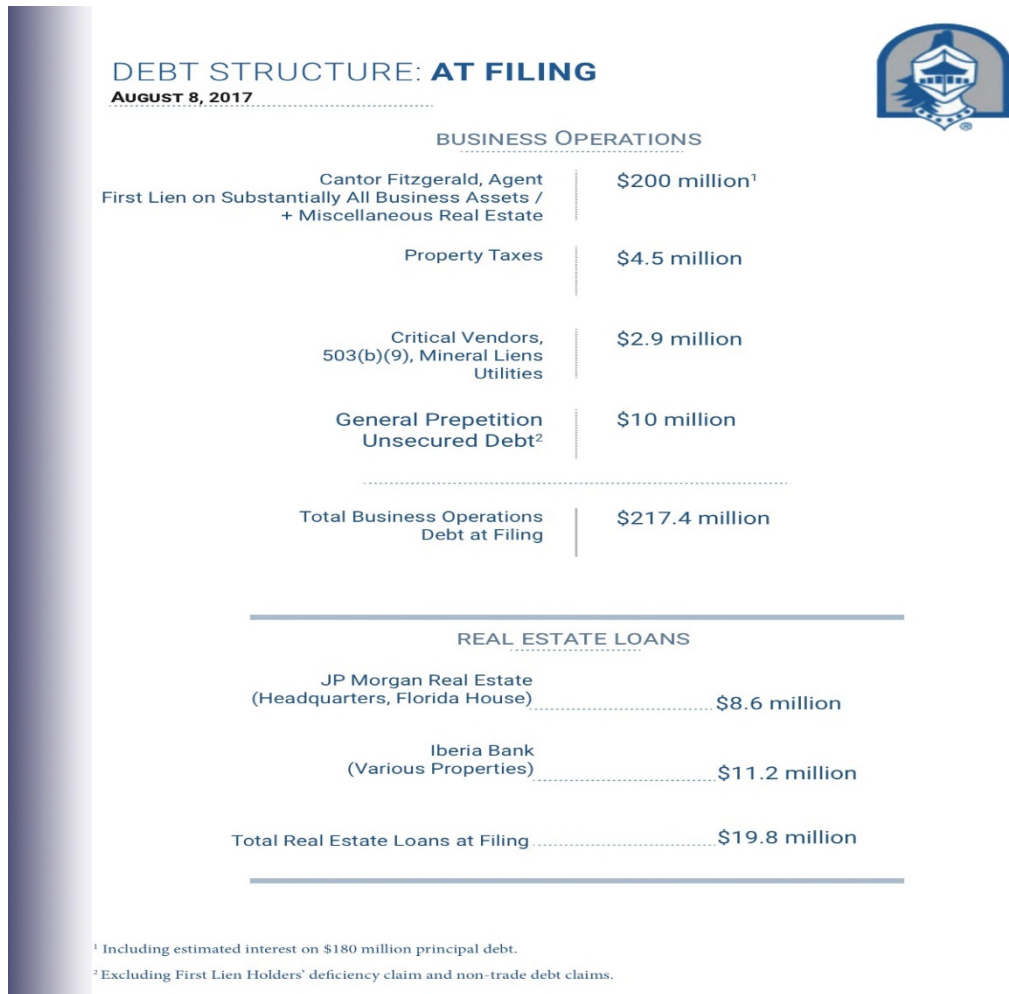 DEBT STRUCTURE: AT FILING
AUGUST 8, 2017
BUSINESS OPERATIONS
Cantor Fitzgerald, Agent
First Lien on Substantially All Business Assets /
+ Miscellaneous Real Estate
$200 million¹
Property Taxes
$4.5 million
Critical Vendors,
503(b)(9), Mineral Liens
Utilities
$2.9 million
General Prepetition
Unsecured Debt²
$10 million
Total Business Operations
Debt at Filing
$217.4 million
REAL ESTATE LOANS
JP Morgan Real Estate
(Headquarters, Florida House)
$8.6 million
Iberia Bank
(Various Properties)
$11.2 million
Total Real Estate Loans at Filing
$19.8 million
¹ Including estimated interest on $180 million principal debt.
² Excluding First Lien Holders’ deficiency claim and non-trade debt claims.
®